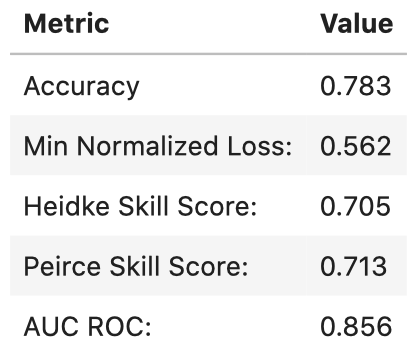 Metric Value
Accuracy 0.783
Min Normalized Loss: 0.562
Heidke Skill Score: 0.705
Peirce Skill Score: 0.713
AUC ROC: 0.856